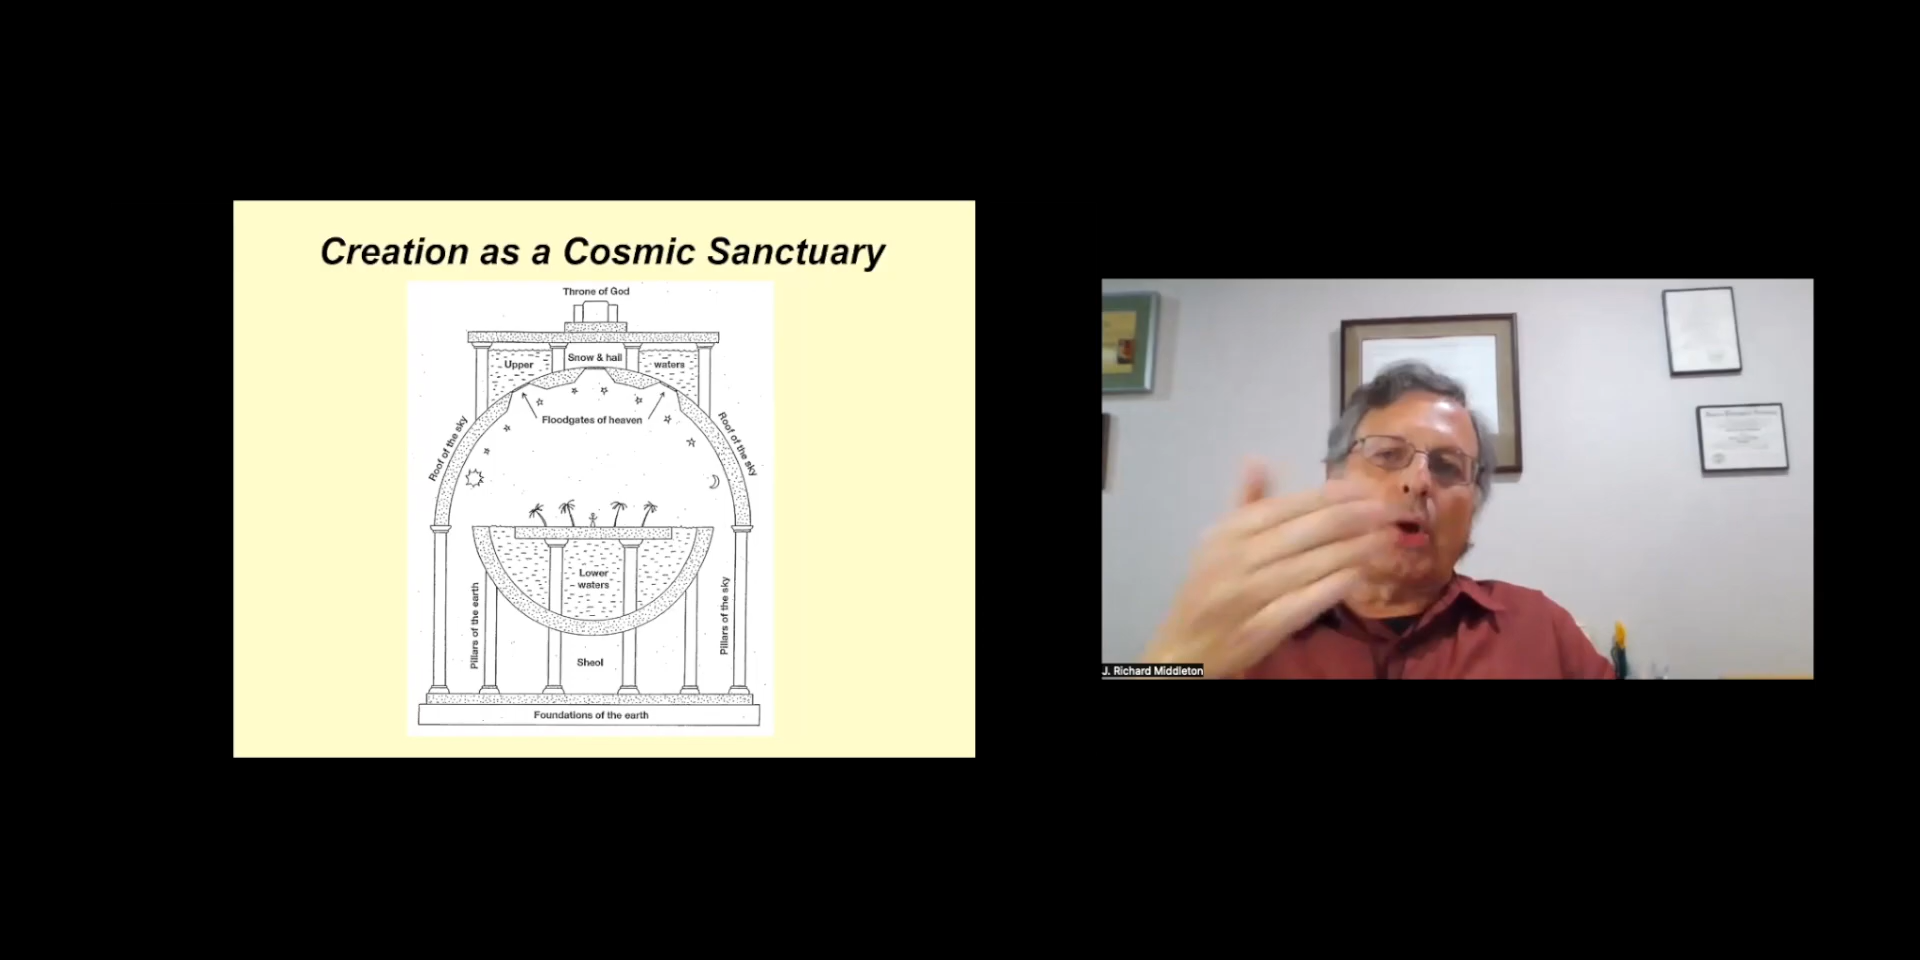 Creation as a Cosmic Sanctuary
Throne of God
Upper
Snow & hail
waters
Floodgates of heaven
Roof of the sky
Roof of the sky
Lower
waters
Pillars of the earth
Pillars of the sky
Sheol
Foundations of the earth
J. Richard Middleton